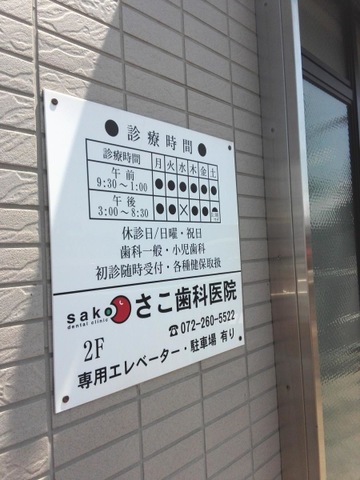 ●診療時間●
診療時間 月 火 水 木 金 土
午前 9:30〜1:00 ● ● ● ● ● ●
午後 3:00〜8:30 ● ● × ● ●
休診日/日曜・祝日
歯科一般・小児歯科
初診随時受付・各種健保取扱
sako dental clinic さこ歯科医院
2F ☎072-260-5522
専用エレベーター・駐車場 有り